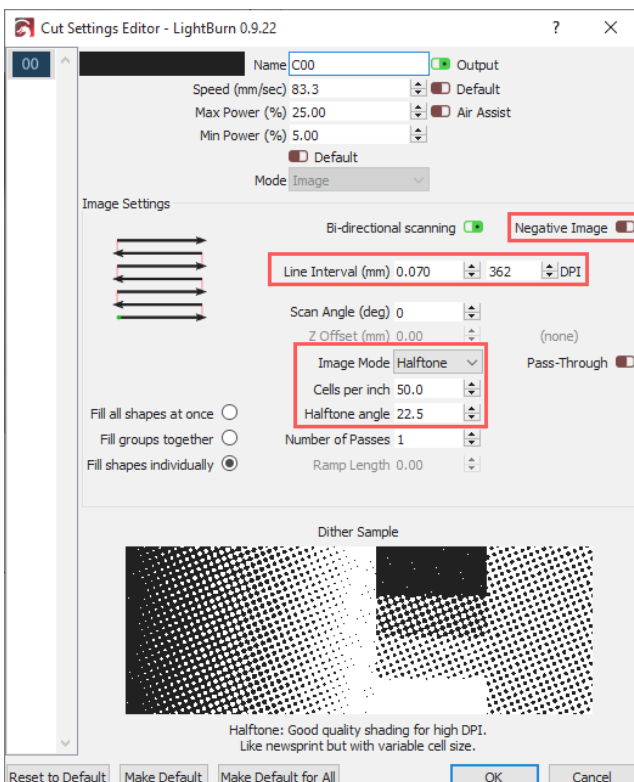 Cut Settings Editor - LightBurn 0.9.22 ?
00
Name C00 Output
Speed (mm/sec) 83.3 Default
Max Power (%) 25.00 Air Assist
Min Power (%) 5.00
Default
Mode Image
Image Settings
Bi-directional scanning Negative Image
Line Interval (mm) 0.070 362 DPI
Scan Angle (deg) 0
Z Offset (mm) 0.00 (none)
Image Mode Halftone Pass-Through
Cells per inch 50.0
Fill all shapes at once Halftone angle 22.5
Fill groups together Number of Passes 1
Fill shapes individually Ramp Length 0.00
Dither Sample
Halftone: Good quality shading for high DPI.
Like newsprint but with variable cell size.
Reset to Default Make Default Make Default for All OK Cancel